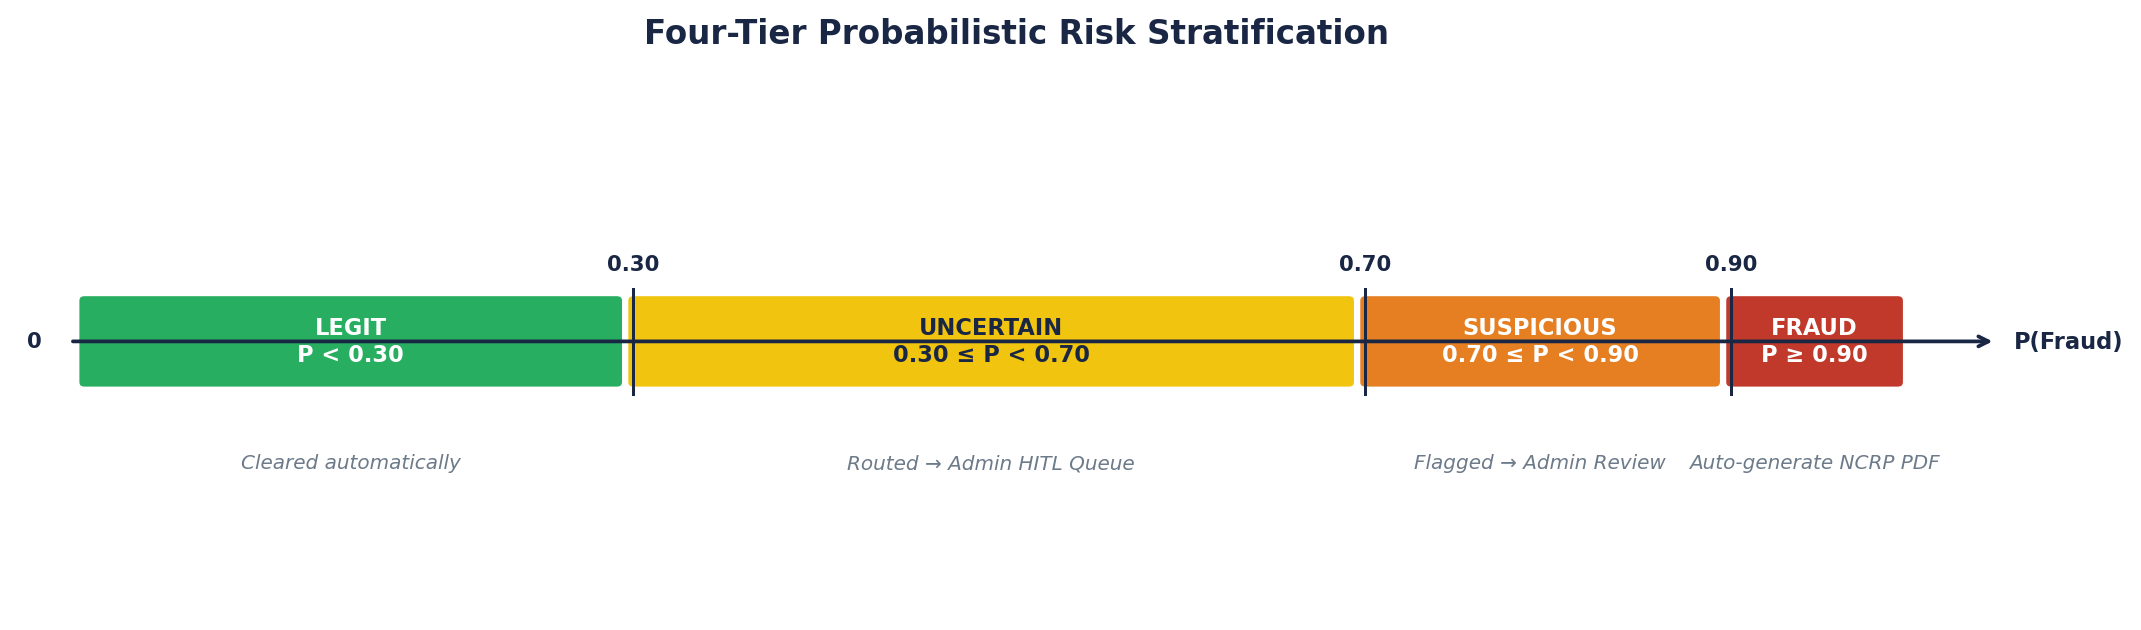 Four-Tier Probabilistic Risk Stratification
0.30
0.70
0.90
LEGIT
P < 0.30
UNCERTAIN
0.30 ≤ P < 0.70
SUSPICIOUS
0.70 ≤ P < 0.90
FRAUD
P ≥ 0.90
0
P(Fraud)
Cleared automatically
Routed → Admin HITL Queue
Flagged → Admin Review
Auto-generate NCRP PDF